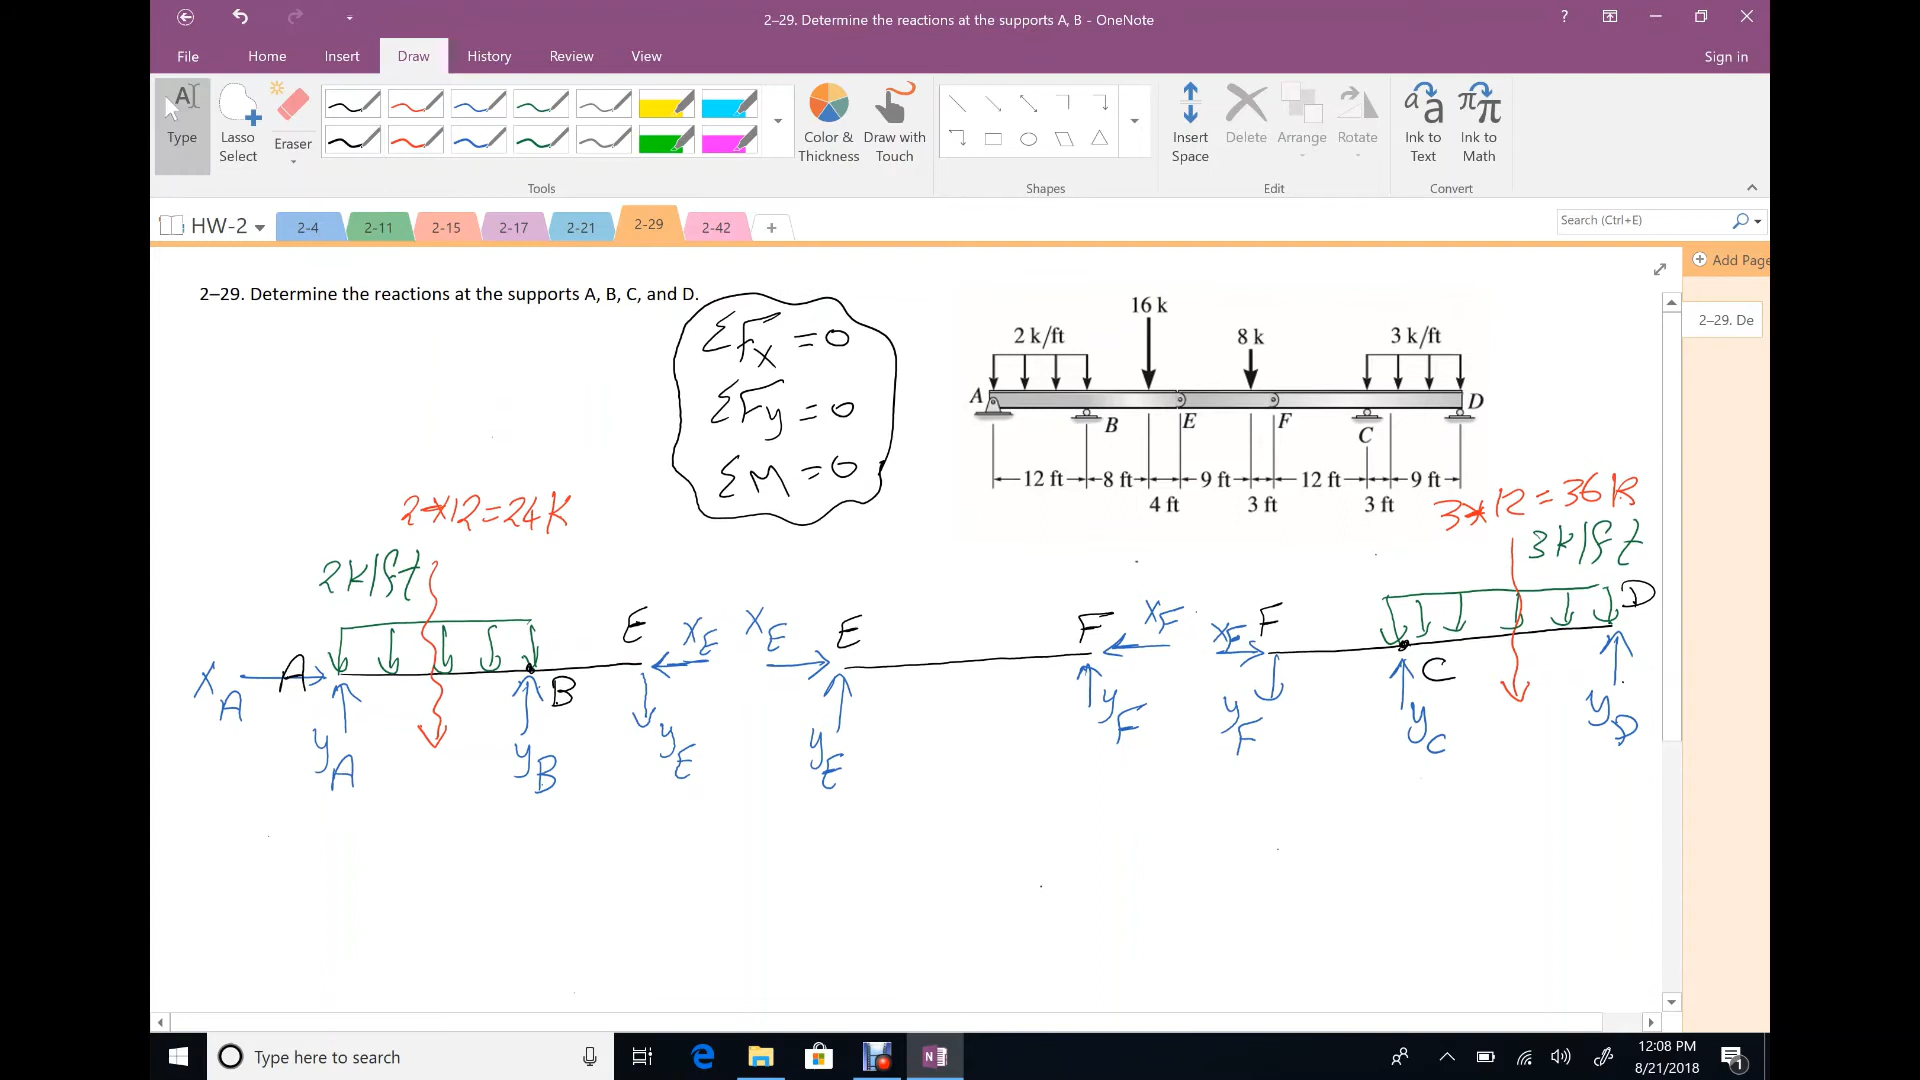 2–29. Determine the reactions at the supports A, B - OneNote
?
File Home Insert Draw History Review View
Sign in
Type
Lasso Select
Eraser
Color & Thickness
Draw with Touch
Insert Space
Delete
Arrange
Rotate
Ink to Text
Ink to Math
Tools Shapes Edit Convert
HW-2 2-4 2-11 2-15 2-17 2-21 2-29 2-42 +
Search (Ctrl+E)
Add Page
2–29. De
2–29. Determine the reactions at the supports A, B, C, and D.
ΣFx = 0
ΣFy = 0
ΣM = 0
16 k
2 k/ft 8 k 3 k/ft
A B E F C D
12 ft 8 ft 9 ft 12 ft 9 ft
4 ft 3 ft 3 ft
2*12=24K
3*12=36K
2k/ft
3k/ft
A B E
XA yA yB XE yE
E F
XE yE XF yF
F C D
XF yF yC yD
Type here to search
N
12:08 PM
8/21/2018
1